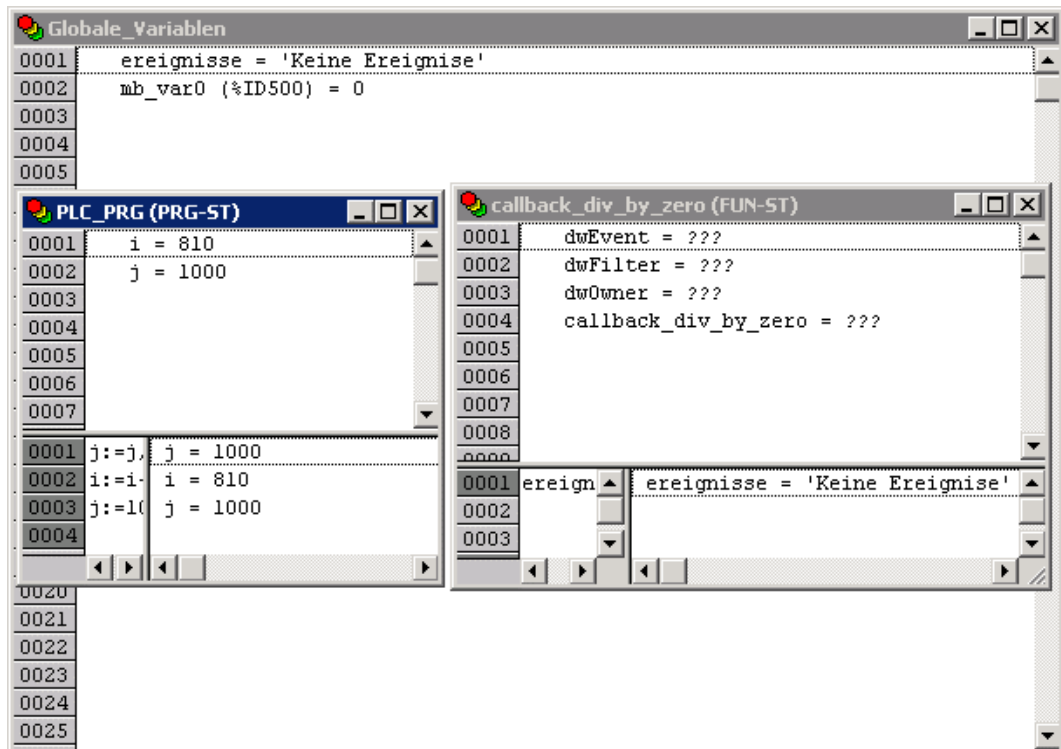 Globale_Variablen
0001 ereignisse = 'Keine Ereignise'
0002 mb_var0 (%ID500) = 0
0003
0004
0005
PLC_PRG (PRG-ST)
0001 i = 810
0002 j = 1000
0003
0004
0005
0006
0007
0001 j:=j, j = 1000
0002 i:=i- i = 810
0003 j:=10 j = 1000
0004
callback_div_by_zero (FUN-ST)
0001 dwEvent = ???
0002 dwFilter = ???
0003 dwOwner = ???
0004 callback_div_by_zero = ???
0005
0006
0007
0008
0001 ereign ereignisse = 'Keine Ereignise'
0002
0003
0020
0021
0022
0023
0024
0025